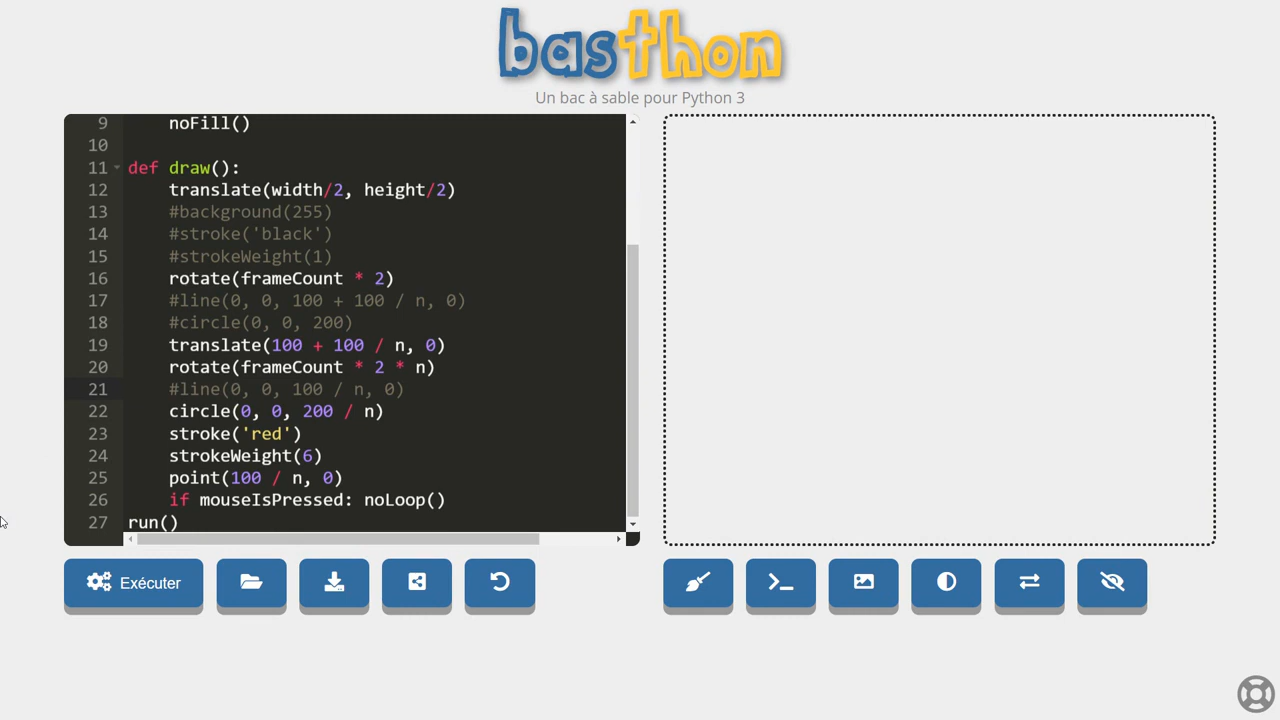 basthon
Un bac à sable pour Python 3
9 noFill()
10
11 def draw():
12 translate(width/2, height/2)
13 #background(255)
14 #stroke('black')
15 #strokeWeight(1)
16 rotate(frameCount * 2)
17 #line(0, 0, 100 + 100 / n, 0)
18 #circle(0, 0, 200)
19 translate(100 + 100 / n, 0)
20 rotate(frameCount * 2 * n)
21 #line(0, 0, 100 / n, 0)
22 circle(0, 0, 200 / n)
23 stroke('red')
24 strokeWeight(6)
25 point(100 / n, 0)
26 if mouseIsPressed: noLoop()
27 run()
Exécuter